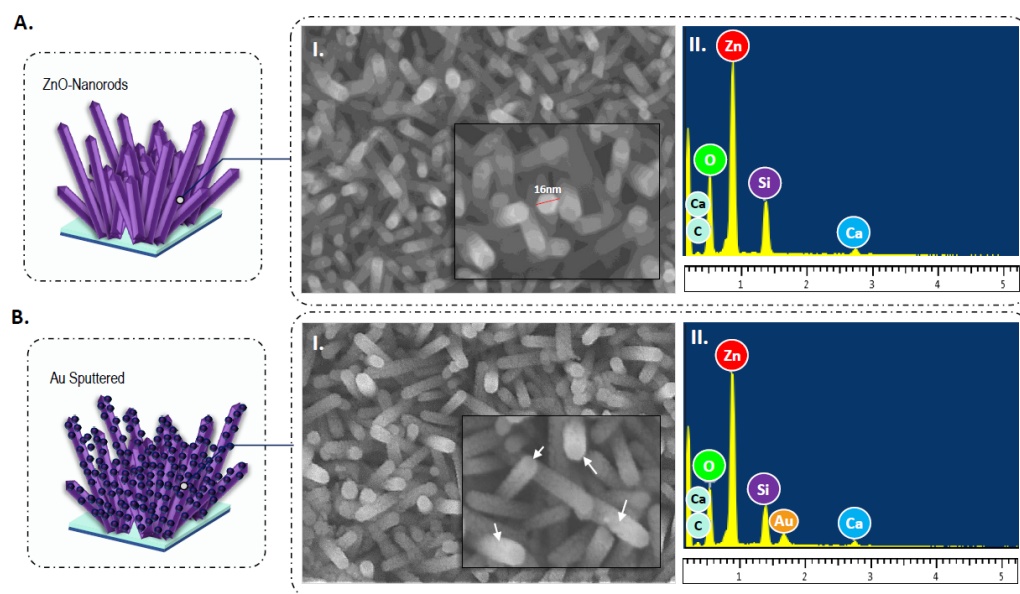 A.
ZnO-Nanorods
I.
16nm
II.
Zn
O
Si
Ca
C
Ca
1 2 3 4 5
B.
Au Sputtered
I.
II.
Zn
O
Ca
C
Si
Au
Ca
1 2 3 4 5